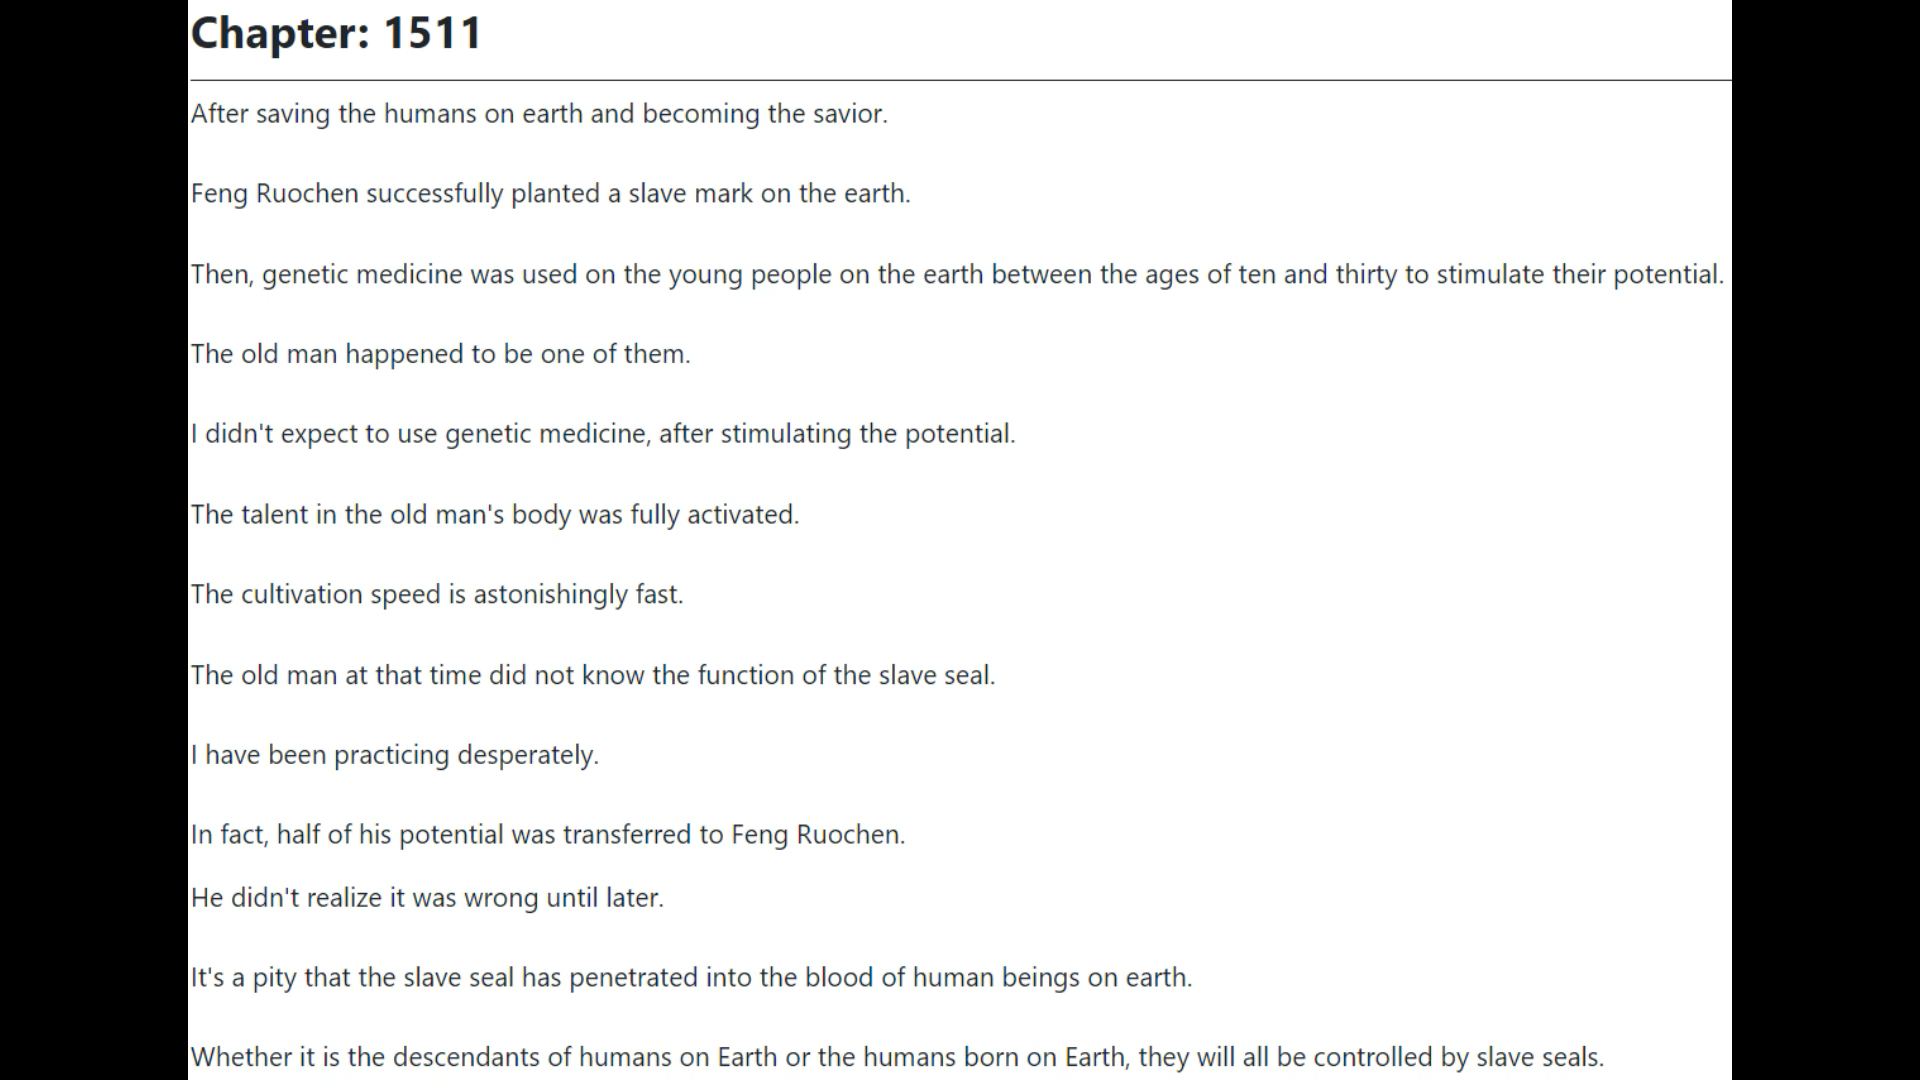 Chapter: 1511
After saving the humans on earth and becoming the savior.
Feng Ruochen successfully planted a slave mark on the earth.
Then, genetic medicine was used on the young people on the earth between the ages of ten and thirty to stimulate their potential.
The old man happened to be one of them.
I didn't expect to use genetic medicine, after stimulating the potential.
The talent in the old man's body was fully activated.
The cultivation speed is astonishingly fast.
The old man at that time did not know the function of the slave seal.
I have been practicing desperately.
In fact, half of his potential was transferred to Feng Ruochen.
He didn't realize it was wrong until later.
It's a pity that the slave seal has penetrated into the blood of human beings on earth.
Whether it is the descendants of humans on Earth or the humans born on Earth, they will all be controlled by slave seals.